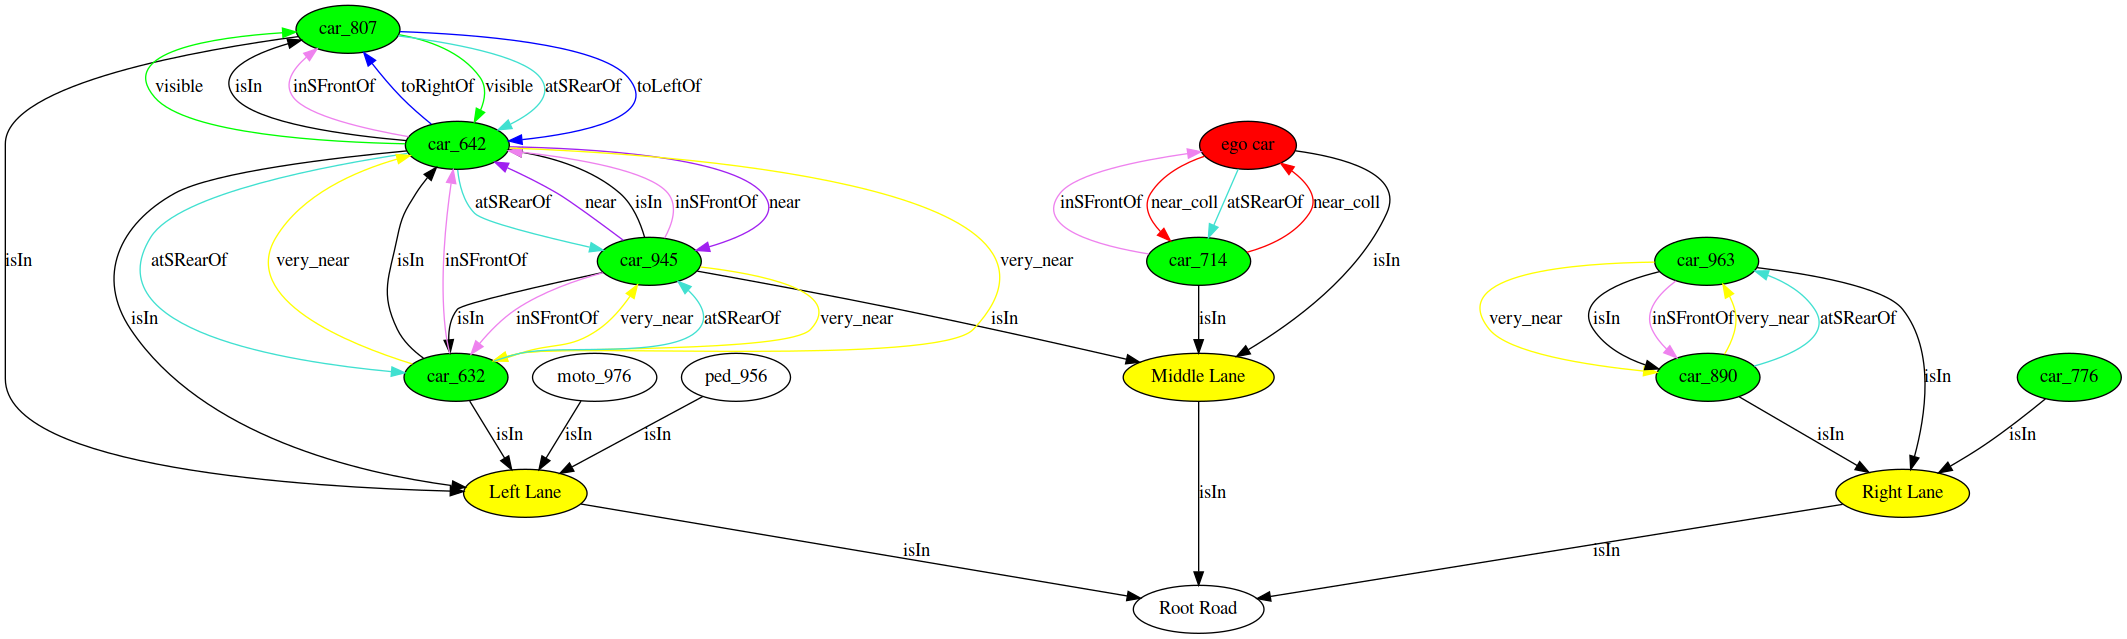 car_807
visible
isIn
inSFrontOf
toRightOf
visible
atSRearOf
toLeftOf
car_642
ego car
atSRearOf
near
isIn
inSFrontOf
near
inSFrontOf
near_coll
atSRearOf
near_coll
isIn
atSRearOf
very_near
isIn
inSFrontOf
car_945
very_near
car_714
isIn
car_963
isIn
isIn
inSFrontOf
very_near
atSRearOf
very_near
isIn
isIn
very_near
isIn
inSFrontOf
very_near
atSRearOf
car_632
moto_976
ped_956
Middle Lane
car_890
isIn
car_776
isIn
isIn
isIn
isIn
isIn
Left Lane
isIn
Right Lane
isIn
isIn
Root Road